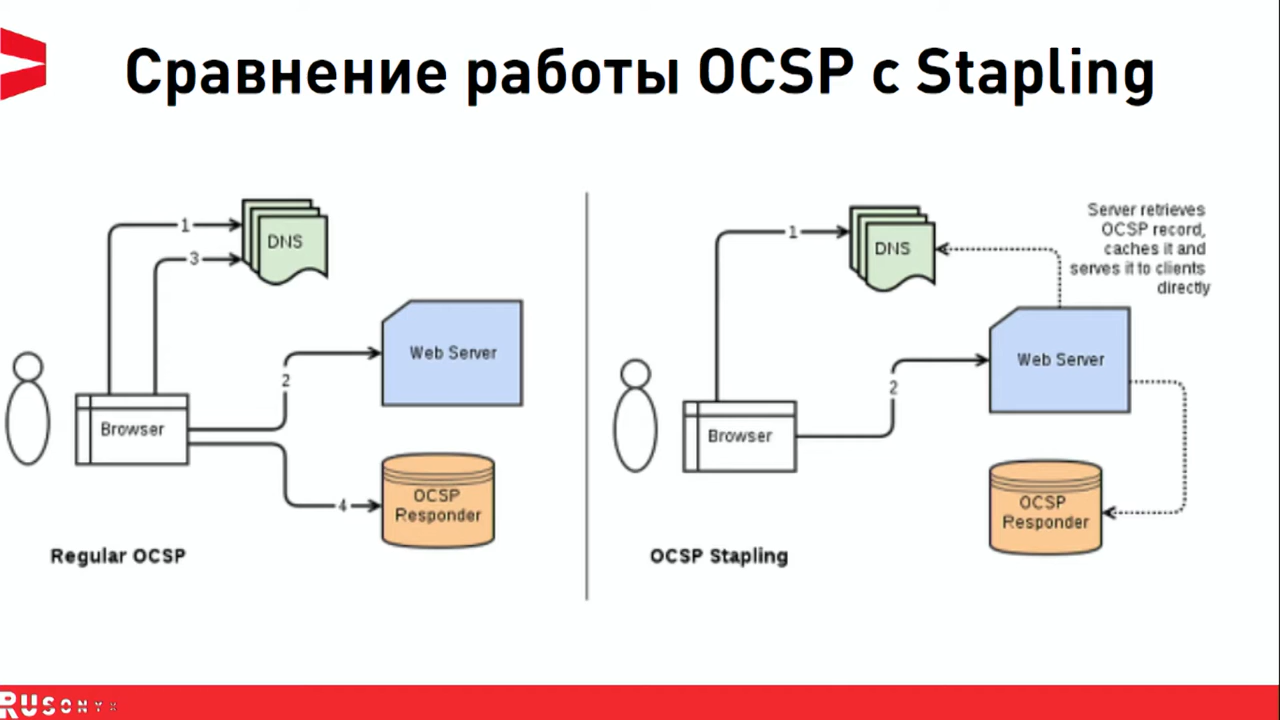 Сравнение работы OCSP с Stapling
1
DNS
3
Web Server
2
Browser
OCSP
Responder
4
Regular OCSP
1
DNS
Server retrieves
OCSP record,
caches it and
serves it to clients
directly
Web Server
2
Browser
OCSP
Responder
OCSP Stapling
RUSONYX